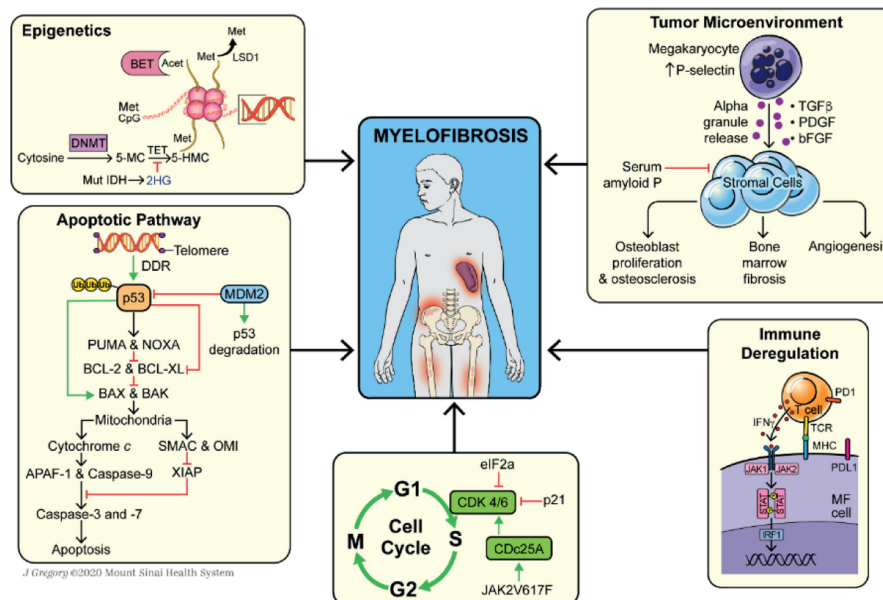 Epigenetics
Met
BET
Acet
Met
LSD1
Met
CpG
Met
DNMT
TET
Cytosine
5-MC
5-HMC
Mut IDH
2HG
Apoptotic Pathway
Telomere
DDR
Ub Ub Ub
p53
MDM2
p53
degradation
PUMA & NOXA
BCL-2 & BCL-XL
BAX & BAK
Mitochondria
Cytochrome c
SMAC & OMI
APAF-1 & Caspase-9
XIAP
Caspase-3 and -7
Apoptosis
J Gregory ©2020 Mount Sinai Health System
MYELOFIBROSIS
eIF2a
G1
CDK 4/6
p21
Cell
Cycle
M
S
CDc25A
G2
JAK2V617F
Tumor Microenvironment
Megakaryocyte
↑P-selectin
Alpha
granule
release
• TGFβ
• PDGF
• bFGF
Serum
amyloid P
Stromal Cells
Osteoblast
proliferation
& osteosclerosis
Bone
marrow
fibrosis
Angiogenesis
Immune
Deregulation
PD1
T cell
IFNγ
TCR
MHC
JAK1
JAK2
PDL1
STAT
STAT
P
P
MF
cell
IRF1